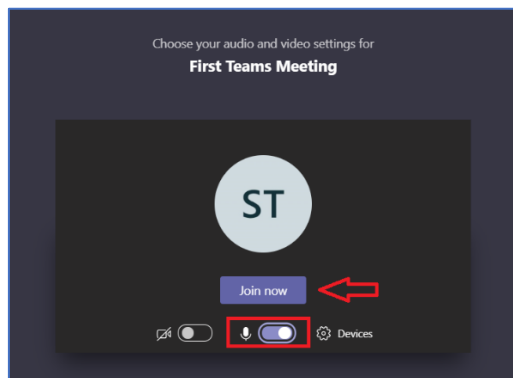 Choose your audio and video settings for
First Teams Meeting
ST
Join now
Devices